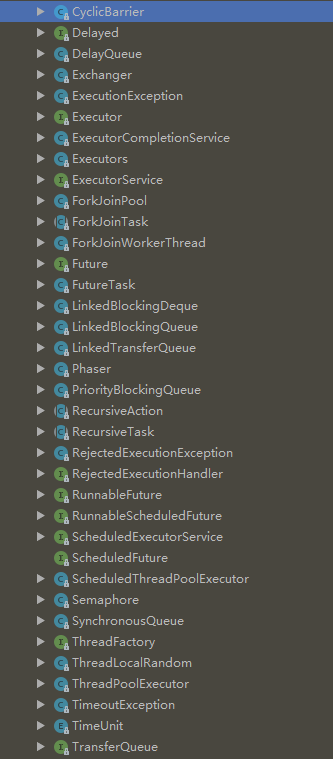 CyclicBarrier
Delayed
DelayQueue
Exchanger
ExecutionException
Executor
ExecutorCompletionService
Executors
ExecutorService
ForkJoinPool
ForkJoinTask
ForkJoinWorkerThread
Future
FutureTask
LinkedBlockingDeque
LinkedBlockingQueue
LinkedTransferQueue
Phaser
PriorityBlockingQueue
RecursiveAction
RecursiveTask
RejectedExecutionException
RejectedExecutionHandler
RunnableFuture
RunnableScheduledFuture
ScheduledExecutorService
ScheduledFuture
ScheduledThreadPoolExecutor
Semaphore
SynchronousQueue
ThreadFactory
ThreadLocalRandom
ThreadPoolExecutor
TimeoutException
TimeUnit
TransferQueue